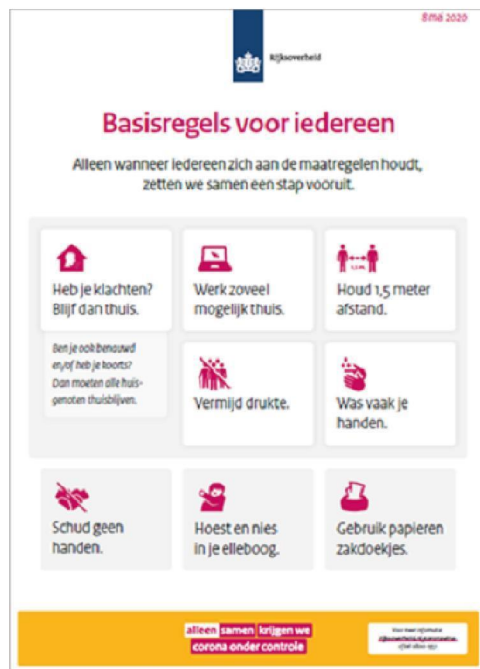 8 mei 2020
Rijksoverheid
Basisregels voor iedereen
Alleen wanneer iedereen zich aan de maatregelen houdt,
zetten we samen een stap vooruit.
Heb je klachten?
Blijf dan thuis.
Ben je ook benauwd
en/of heb je koorts?
Dan moeten alle huis-
genoten thuisblijven.
Werk zoveel
mogelijk thuis.
Houd 1,5 meter
afstand.
Vermijd drukte.
Was vaak je
handen.
Schud geen
handen.
Hoest en nies
in je elleboog.
Gebruik papieren
zakdoekjes.
alleen samen krijgen we
corona onder controle
Voor meer informatie